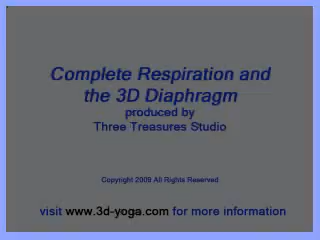 Complete Respiration and
the 3D Diaphragm
produced by
Three Treasures Studio
Copyright 2009 All Rights Reserved
visit www.3d-yoga.com for more information